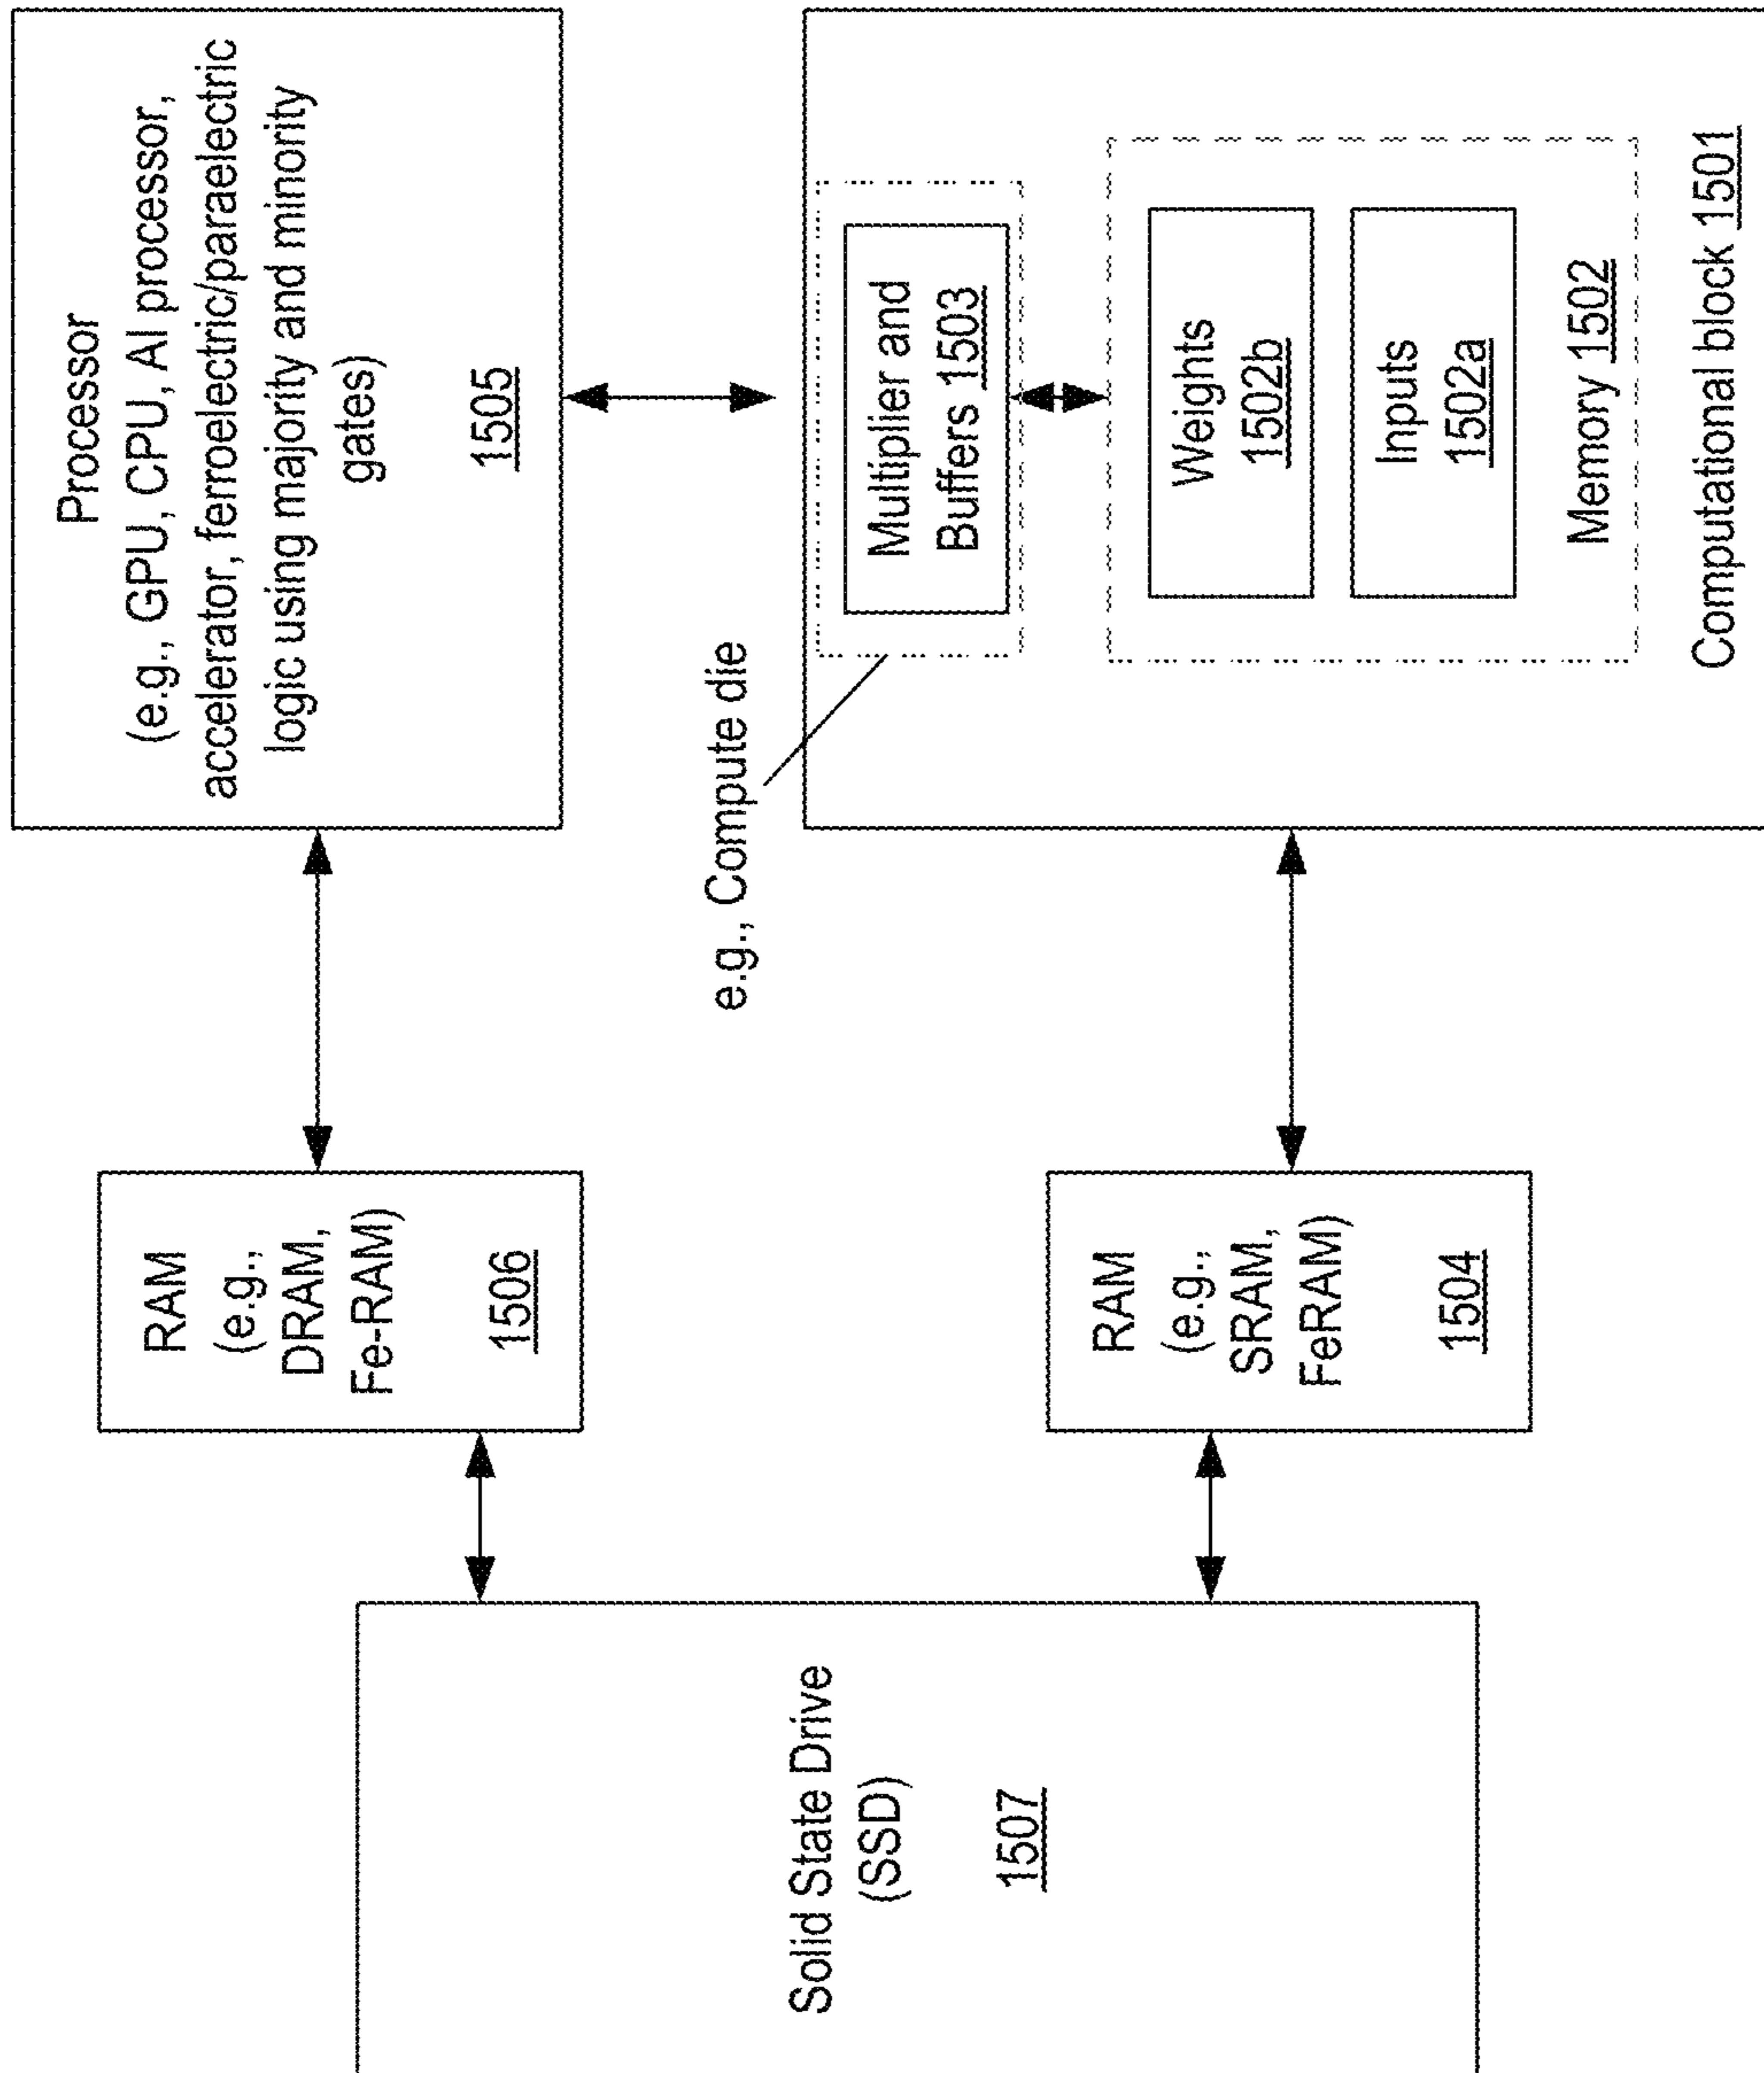 Processor
(e.g., GPU, CPU, AI processor,
accelerator, ferroelectric/paraelectric
logic using majority and minority
gates)
1505
RAM
(e.g.,
DRAM,
Fe-RAM)
1506
Solid State Drive
(SSD)
1507
RAM
(e.g.,
SRAM,
FeRAM)
1504
e.g., Compute die
Multiplier and
Buffers 1503
Weights
1502b
Inputs
1502a
Memory 1502
Computational block 1501